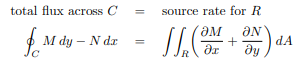 total flux across C = source rate for R
∮_C M dy − N dx = ∬_R (∂M/∂x + ∂N/∂y) dA